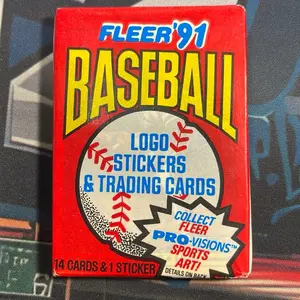 FLEER '91
BASEBALL
LOGO
STICKERS
& TRADING CARDS
COLLECT
FLEER
PRO-VISIONS™
SPORTS
ART!
DETAILS ON BACK
14 CARDS & 1 STICKER